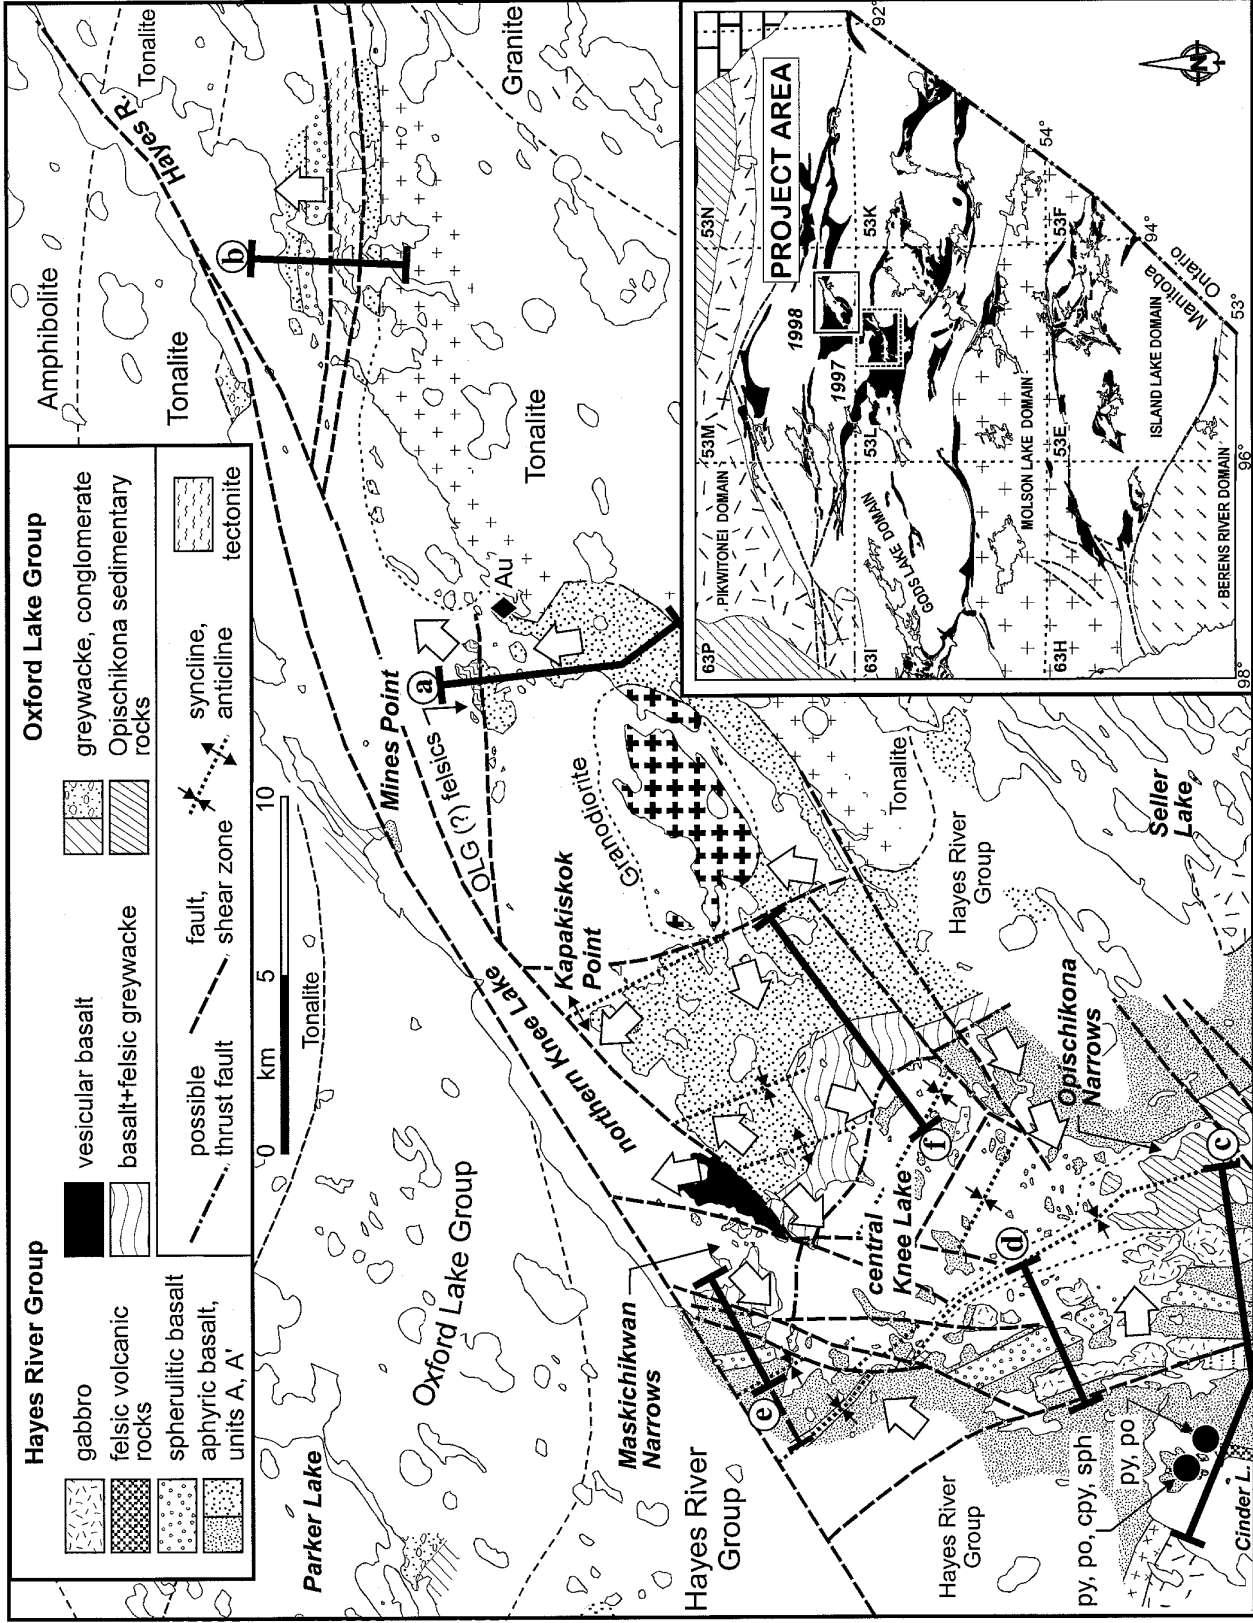 Hayes River Group
gabbro
felsic volcanic
rocks
spherulitic basalt
aphyric basalt,
units A, A'
vesicular basalt
basalt+felsic greywacke
Oxford Lake Group
greywacke, conglomerate
Opischikona sedimentary
rocks
possible
thrust fault
fault,
shear zone
syncline,
anticline
tectonite
0
km
5
10
Parker Lake
Oxford Lake Group
Tonalite
Tonalite
Amphibolite
Tonalite
Hayes R.
Granite
Tonalite
b
Mines Point
a
Au
OLG (?) felsics
Granodiorite
northern Knee Lake
Kapakiskok
Point
Maskichikwan
Narrows
Hayes River
Group
e
central
Knee Lake
f
d
c
Opischikona
Narrows
Hayes River
Group
Tonalite
Seller
Lake
Hayes River
Group
py, po, cpy, sph
py, po
Cinder L.
PROJECT AREA
63P
53M
53N
92°
PIKWITONEI DOMAIN
1998
1997
63I
53L
53K
GODS LAKE DOMAIN
54°
MOLSON LAKE DOMAIN
63H
53E
53F
94°
ISLAND LAKE DOMAIN
Manitoba
Ontario
BERENS RIVER DOMAIN
98°
96°
53°
N